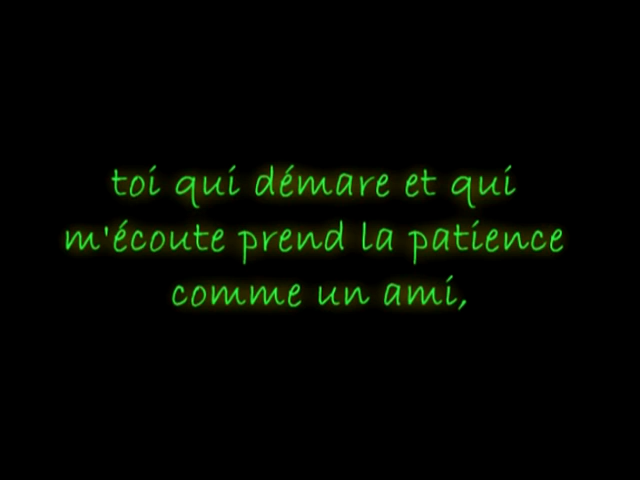 toi qui démare et qui
m'écoute prend la patience
comme un ami,